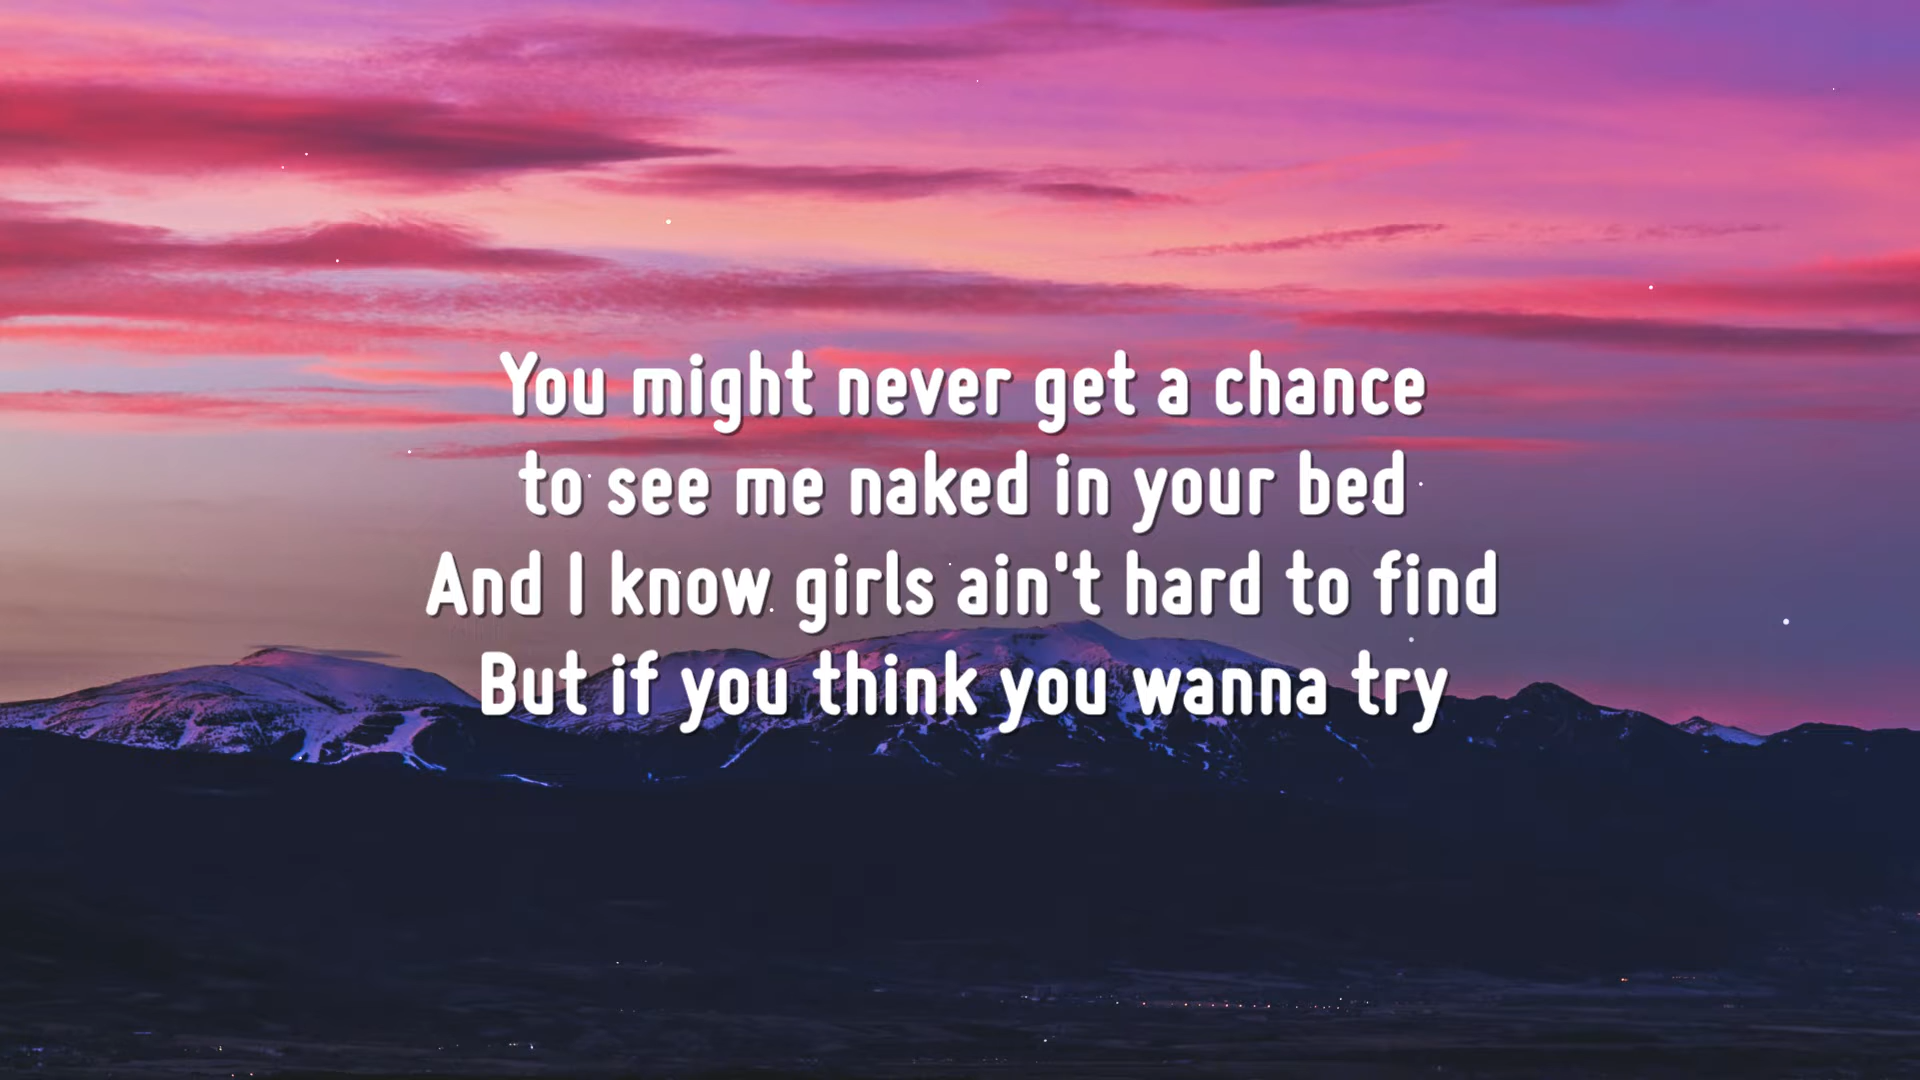 You might never get a chance
to see me naked in your bed
And I know girls ain't hard to find
But if you think you wanna try